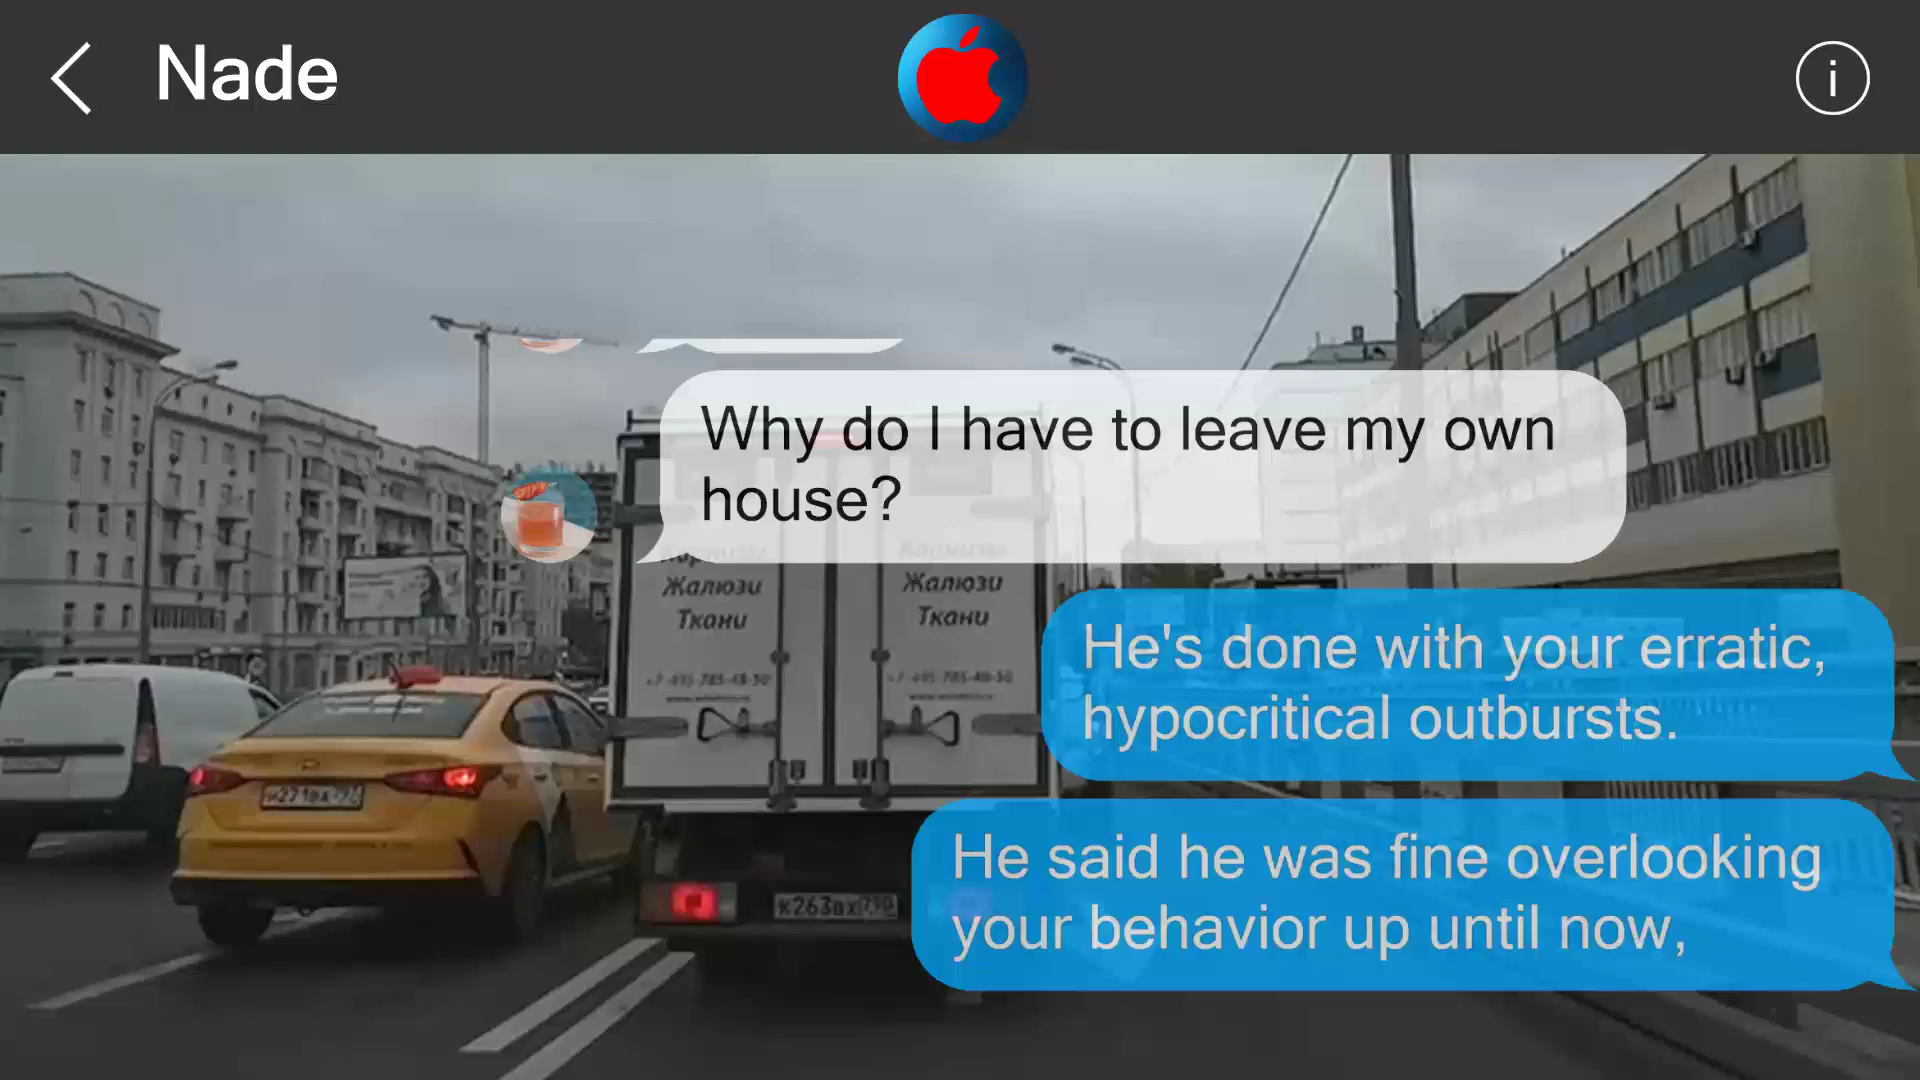 Nade
Why do I have to leave my own
house?
Жалюзи
Ткани
Жалюзи
Ткани
He's done with your erratic,
hypocritical outbursts.
He said he was fine overlooking
your behavior up until now,